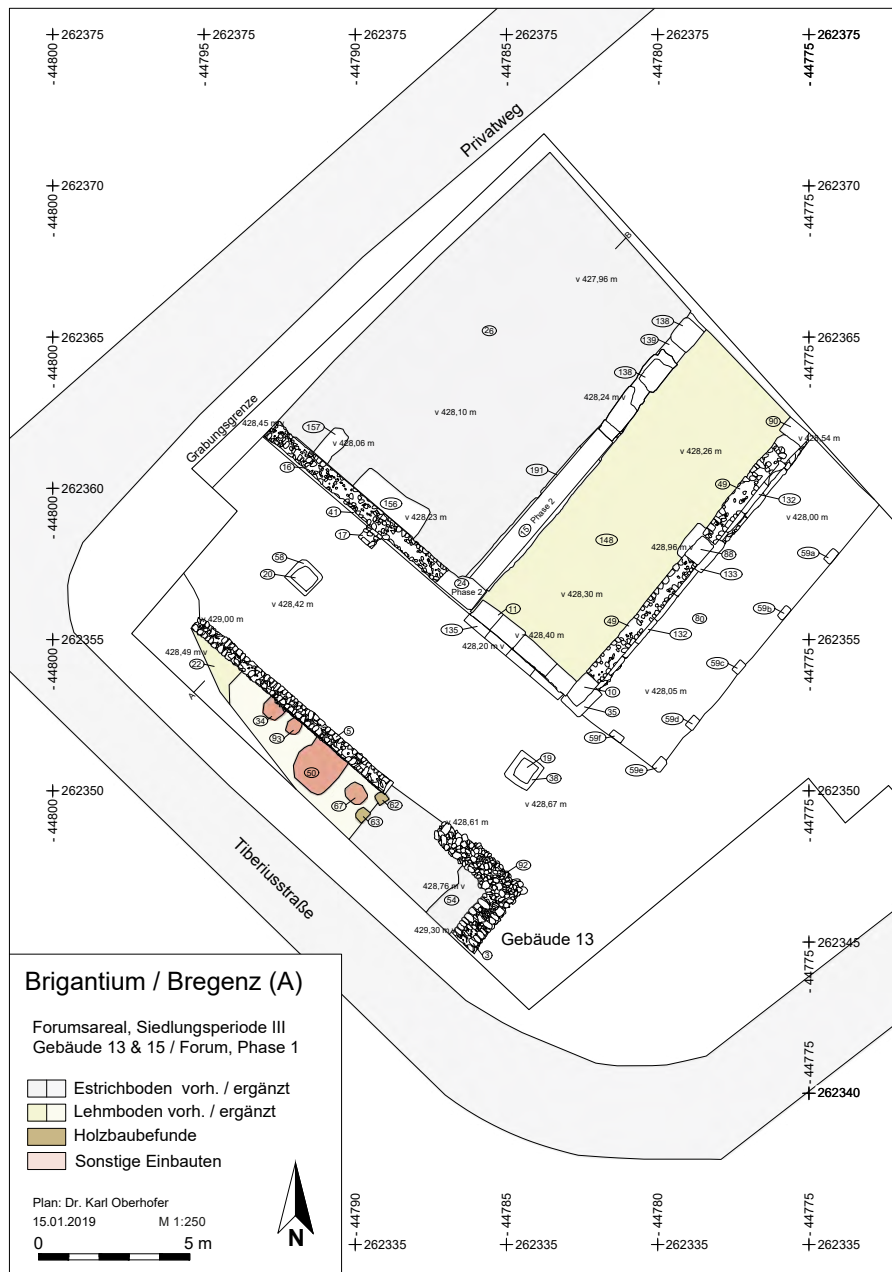 262375 262375 262375 262375 262375 262375
- 44800 - 44795 - 44790 - 44785 - 44780 - 44775
Privatweg
262370 262370
- 44800 - 44775
B
v 427,96 m
138
26
139
262365 262365
- 44800 - 44775
138
428,24 m v
v 428,10 m
Grabungsgrenze
90
428,45 m v
157
v 428,06 m
428,54 m
v 428,26 m
16
191
262360 262360
- 44800 - 44775
49
132
156
41
v 428,23 m
v 428,00 m
15 Phase 2
17
148
428,96 m v
88
58
59a
20
24
133
Phase 2
v 428,30 m
v 428,42 m
11
59b
429,00 m
49
80
135
132
262355 262355
- 44800 - 44775
v 428,40 m
428,20 m v
428,49 m v
22
59c
A
10
v 428,05 m
35
34
5
59d
93
59f
19
59e
50
38
262350 262350
- 44800 - 44775
67
62
v 428,67 m
63
v 428,61 m
Tiberiusstraße
92
428,76 m v
54
429,30 m v
Gebäude 13
3
262345
- 44775
Brigantium / Bregenz (A)
Forumsareal, Siedlungsperiode III
Gebäude 13 & 15 / Forum, Phase 1
Estrichboden vorh. / ergänzt
Lehmboden vorh. / ergänzt
Holzbaubefunde
Sonstige Einbauten
Plan: Dr. Karl Oberhofer
15.01.2019 M 1:250
0 5 m
N
262340
- 44775
- 44790 - 44785 - 44780 - 44775
262335 262335 262335 262335